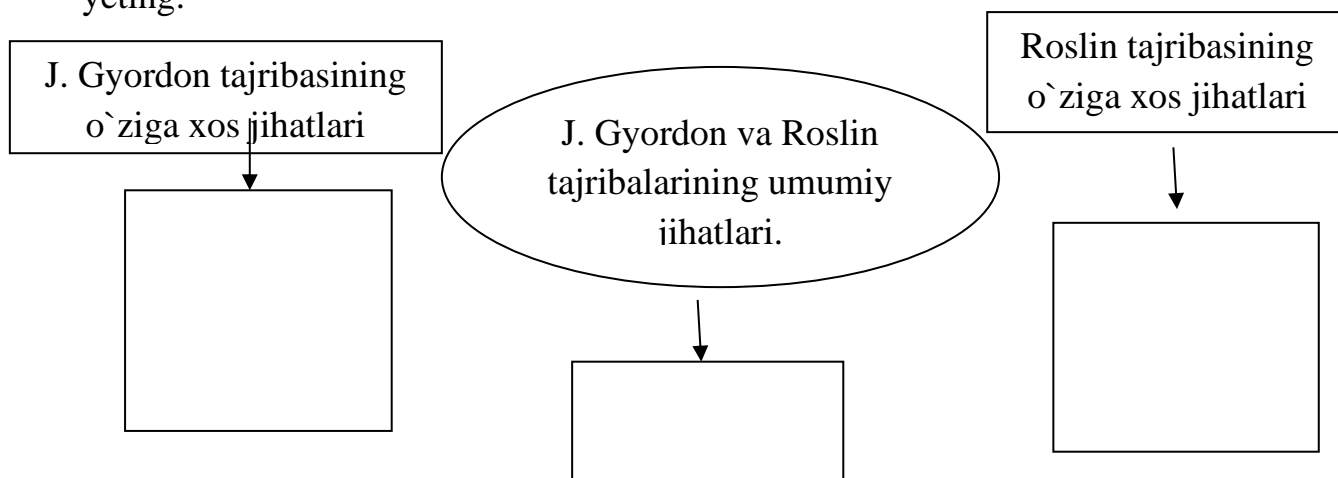 yeting.
J. Gyordon tajribasining
o`ziga xos jihatlari
J. Gyordon va Roslin
tajribalarining umumiy
jihatlari.
Roslin tajribasining
o`ziga xos jihatlari